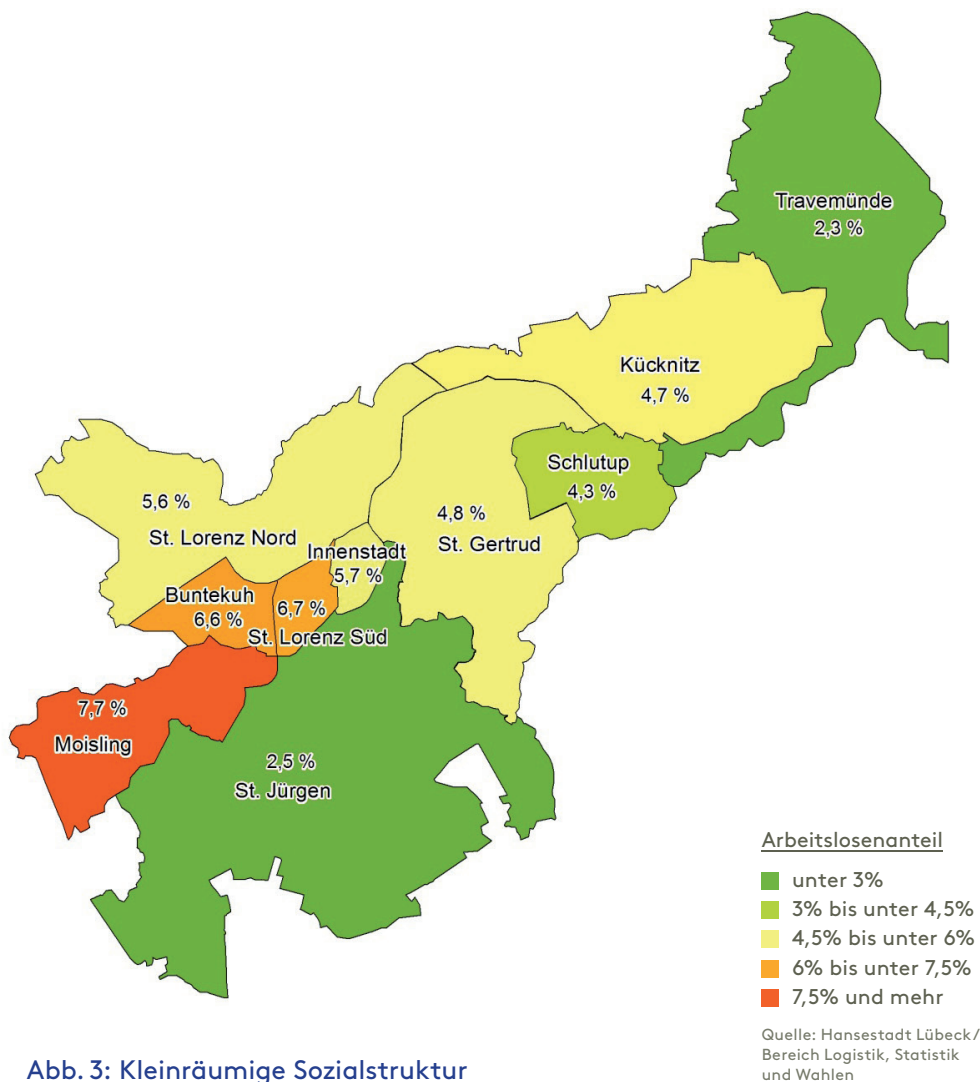 Travemünde
2,3 %
Kücknitz
4,7 %
Schlutup
4,3 %
5,6 %
St. Lorenz Nord
4,8 %
St. Gertrud
Innenstadt
5,7 %
Buntekuh
6,6 %
6,7 %
St. Lorenz Süd
7,7 %
Moisling
2,5 %
St. Jürgen
Arbeitslosenanteil
unter 3%
3% bis unter 4,5%
4,5% bis unter 6%
6% bis unter 7,5%
7,5% und mehr
Quelle: Hansestadt Lübeck/
Bereich Logistik, Statistik
und Wahlen
Abb. 3: Kleinräumige Sozialstruktur